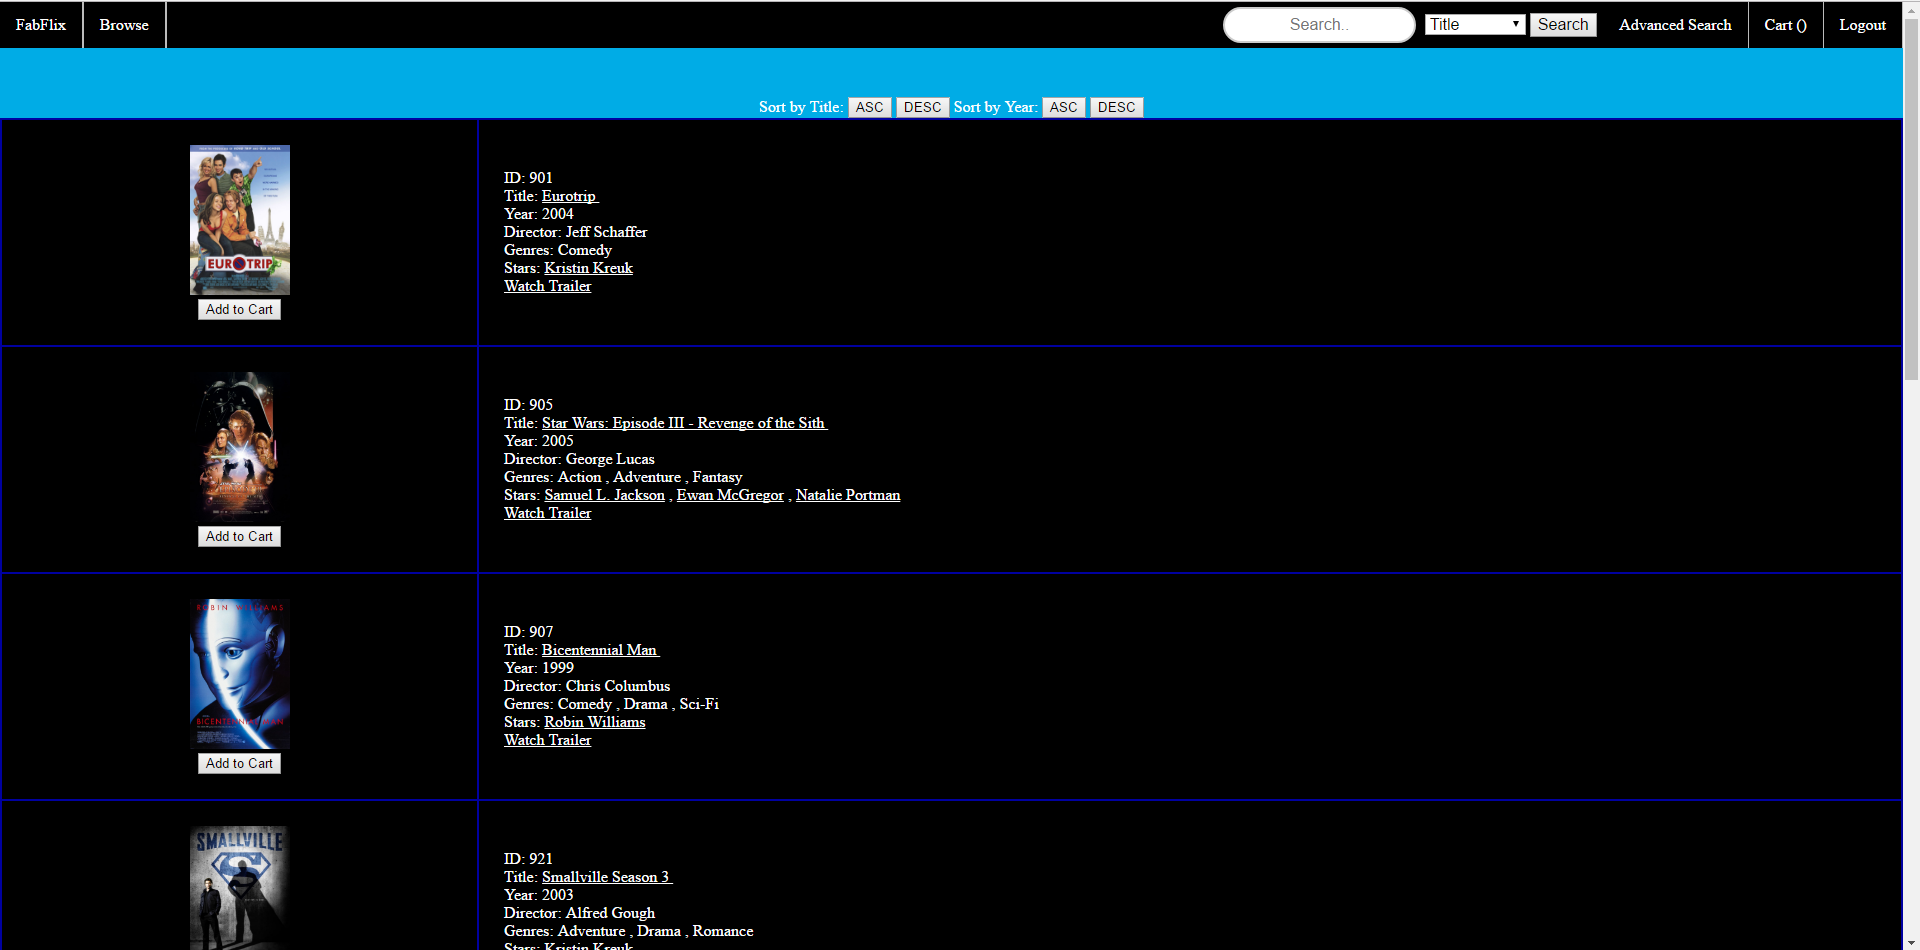 FabFlix Browse Search.. Title Search Advanced Search Cart () Logout
Sort by Title: ASC DESC Sort by Year: ASC DESC
EUROTRIP
Add to Cart
ID: 901
Title: Eurotrip
Year: 2004
Director: Jeff Schaffer
Genres: Comedy
Stars: Kristin Kreuk
Watch Trailer
Add to Cart
ID: 905
Title: Star Wars: Episode III - Revenge of the Sith
Year: 2005
Director: George Lucas
Genres: Action , Adventure , Fantasy
Stars: Samuel L. Jackson , Ewan McGregor , Natalie Portman
Watch Trailer
ROBIN WILLIAMS
BICENTENNIAL MAN
Add to Cart
ID: 907
Title: Bicentennial Man
Year: 1999
Director: Chris Columbus
Genres: Comedy , Drama , Sci-Fi
Stars: Robin Williams
Watch Trailer
SMALLVILLE
ID: 921
Title: Smallville Season 3
Year: 2003
Director: Alfred Gough
Genres: Adventure , Drama , Romance
Stars: Kristin Kreuk